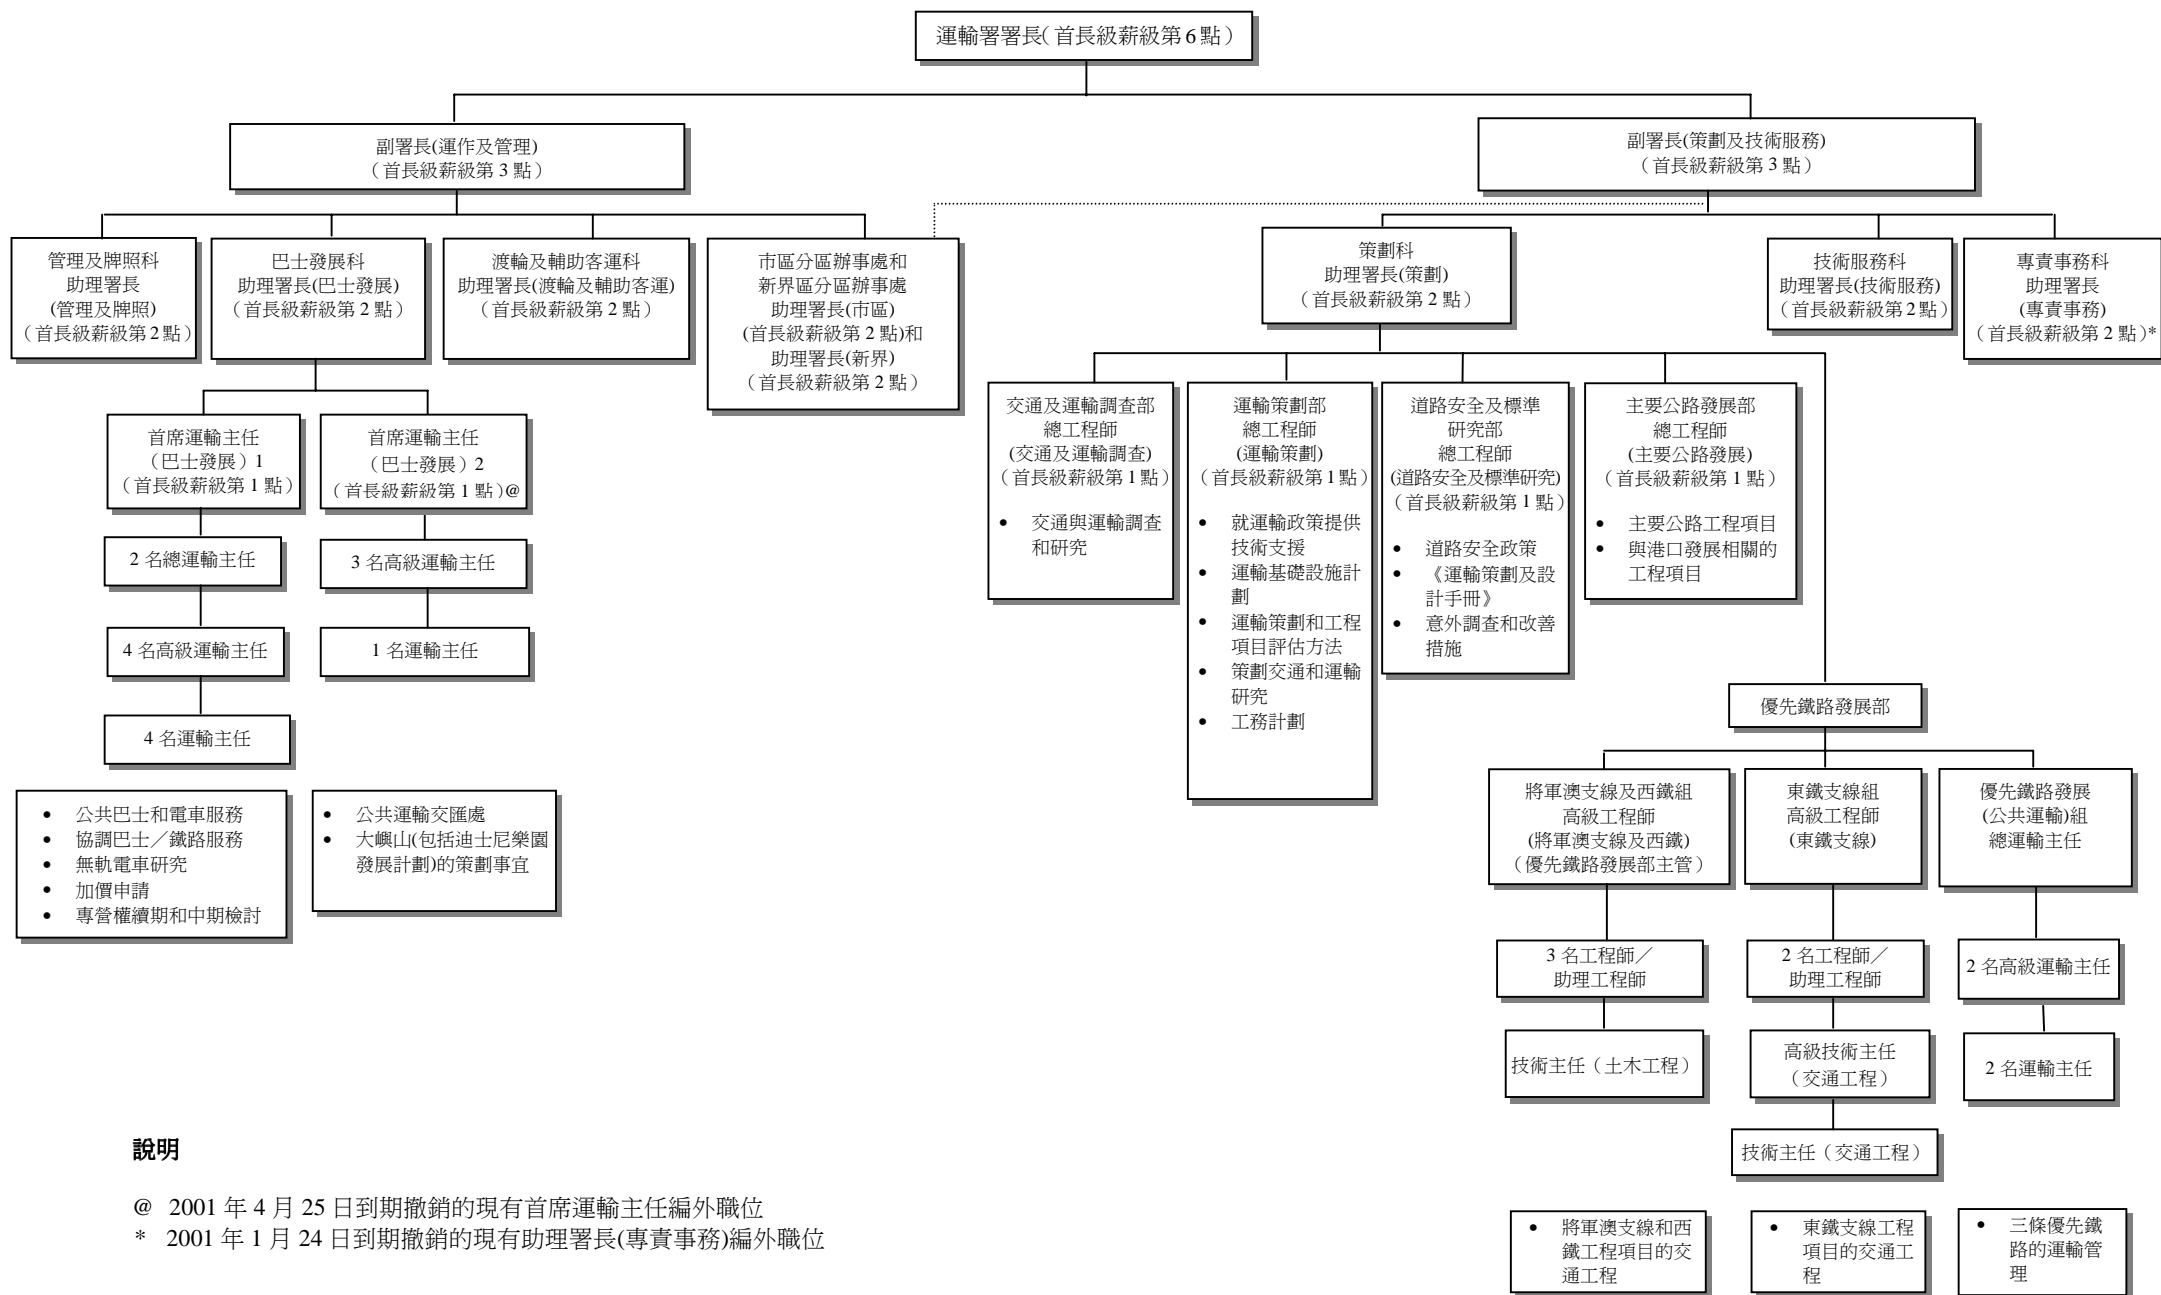 運輸署署長(首長級薪級第6點)
副署長(運作及管理)
(首長級薪級第 3 點)
副署長(策劃及技術服務)
(首長級薪級第 3 點)
管理及牌照科
助理署長
(管理及牌照)
(首長級薪級第 2 點)
巴士發展科
助理署長(巴士發展)
(首長級薪級第 2 點)
渡輪及輔助客運科
助理署長(渡輪及輔助客運)
(首長級薪級第 2 點)
市區分區辦事處和
新界區分區辦事處
助理署長(市區)
(首長級薪級第 2 點)和
助理署長(新界)
(首長級薪級第 2 點)
策劃科
助理署長(策劃)
(首長級薪級第 2 點)
技術服務科
助理署長(技術服務)
(首長級薪級第 2 點)
專責事務科
助理署長
(專責事務)
(首長級薪級第 2 點)*
首席運輸主任
(巴士發展)1
(首長級薪級第 1 點)
首席運輸主任
(巴士發展)2
(首長級薪級第 1 點)@
2 名總運輸主任
3 名高級運輸主任
4 名高級運輸主任
1 名運輸主任
4 名運輸主任
• 公共巴士和電車服務
• 協調巴士/鐵路服務
• 無軌電車研究
• 加價申請
• 專營權續期和中期檢討
• 公共運輸交匯處
• 大嶼山(包括迪士尼樂園
發展計劃)的策劃事宜
交通及運輸調查部
總工程師
(交通及運輸調查)
(首長級薪級第 1 點)
• 交通與運輸調查
和研究
運輸策劃部
總工程師
(運輸策劃)
(首長級薪級第 1 點)
• 就運輸政策提供
技術支援
• 運輸基礎設施計
劃
• 運輸策劃和工程
項目評估方法
• 策劃交通和運輸
研究
• 工務計劃
道路安全及標準
研究部
總工程師
(道路安全及標準研究)
(首長級薪級第 1 點)
• 道路安全政策
• 《運輸策劃及設
計手冊》
• 意外調查和改善
措施
主要公路發展部
總工程師
(主要公路發展)
(首長級薪級第 1 點)
• 主要公路工程項目
• 與港口發展相關的
工程項目
優先鐵路發展部
將軍澳支線及西鐵組
高級工程師
(將軍澳支線及西鐵)
(優先鐵路發展部主管)
東鐵支線組
高級工程師
(東鐵支線)
優先鐵路發展
(公共運輸)組
總運輸主任
3 名工程師/
助理工程師
2 名工程師/
助理工程師
2 名高級運輸主任
技術主任(土木工程)
高級技術主任
(交通工程)
2 名運輸主任
技術主任(交通工程)
• 將軍澳支線和西
鐵工程項目的交
通工程
• 東鐵支線工程
項目的交通工
程
• 三條優先鐵
路的運輸管
理
說明
@ 2001 年 4 月 25 日到期撤銷的現有首席運輸主任編外職位
* 2001 年 1 月 24 日到期撤銷的現有助理署長(專責事務)編外職位